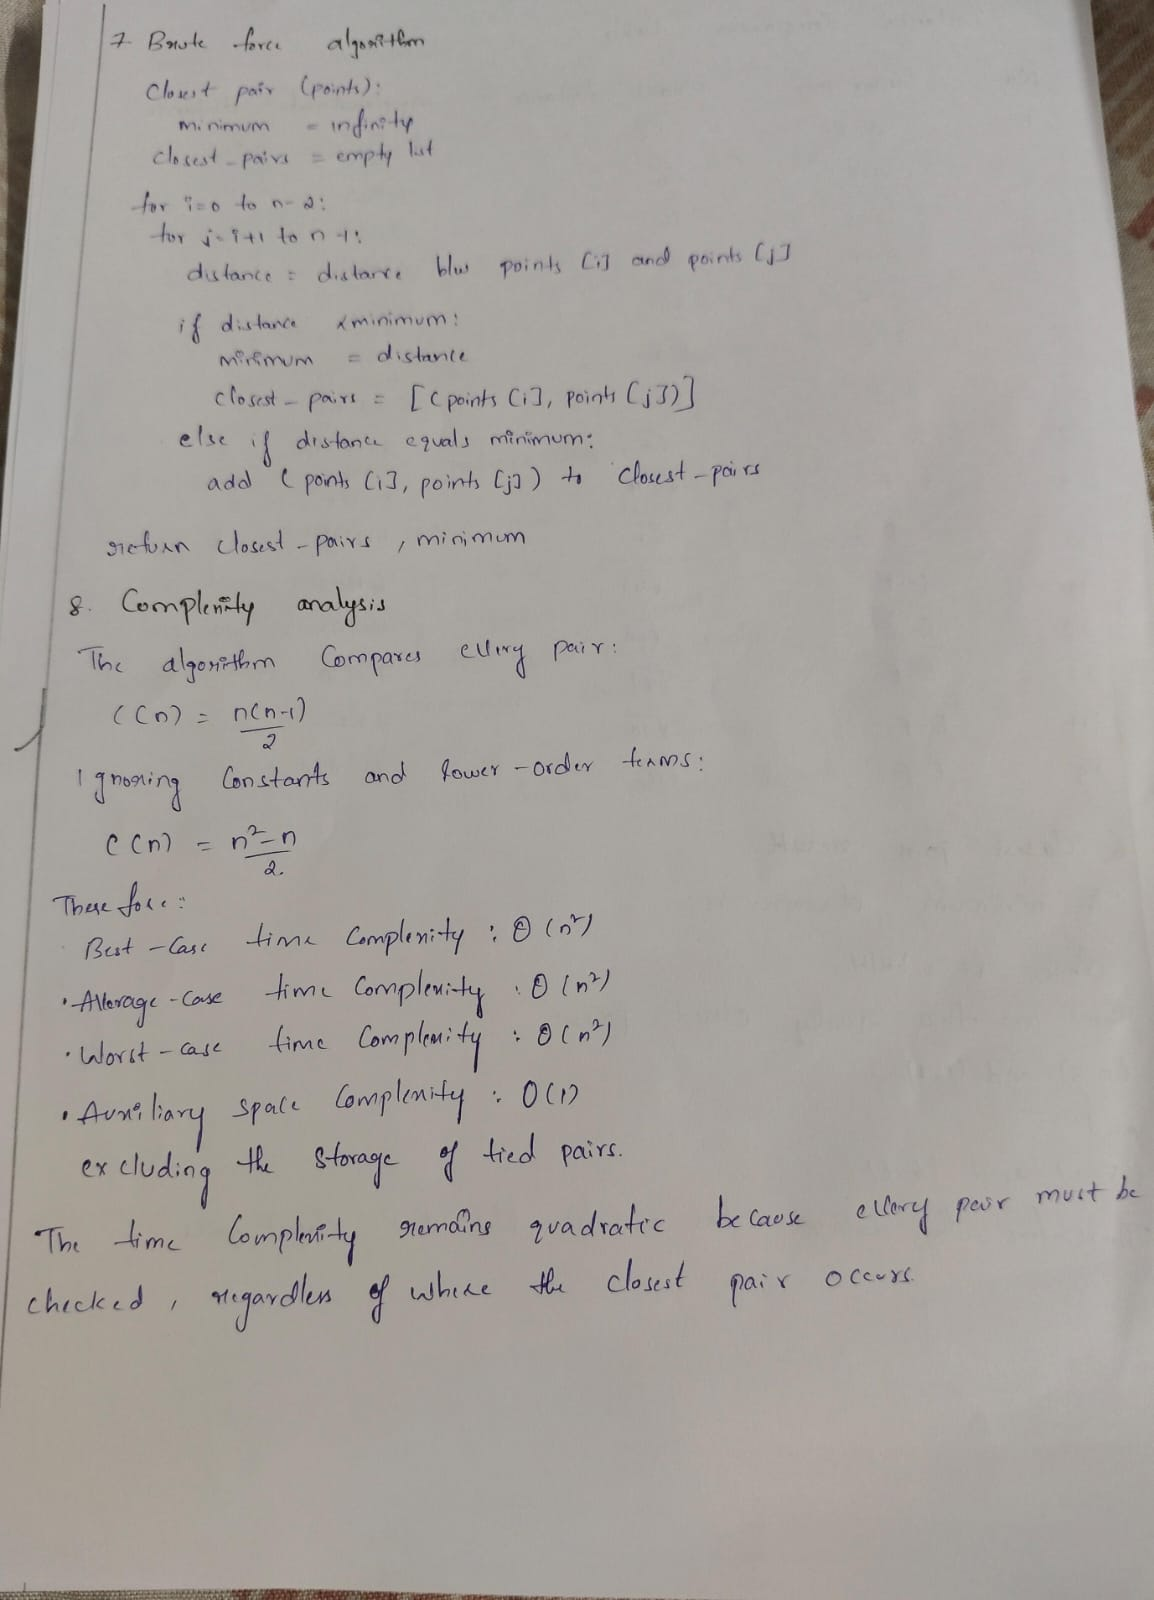 7 Brute force algorithm
Closest pair (points):
minimum = infinity
closest_pairs = empty list
for i=0 to n-2:
for j=i+1 to n-1:
distance = distance b/w points [i] and points [j]
if distance < minimum:
minimum = distance
closest_pairs = [(points [i], points [j])]
else if distance equals minimum:
add (points [i], points [j]) to closest_pairs
return closest_pairs, minimum
8. Complexity analysis
The algorithm Compares every pair:
C(n) = n(n-1)/2
Ignoring Constants and lower-order terms:
C(n) = n²-n/2.
There fore:
Best-Case time Complexity : Θ(n²)
• Average-Case time Complexity : Θ(n²)
• Worst-case time Complexity : Θ(n²)
• Auxiliary space Complexity : O(1)
excluding the Storage of tied pairs.
The time Complexity remains quadratic because every pair must be
checked, regardless of where the closest pair occurs.